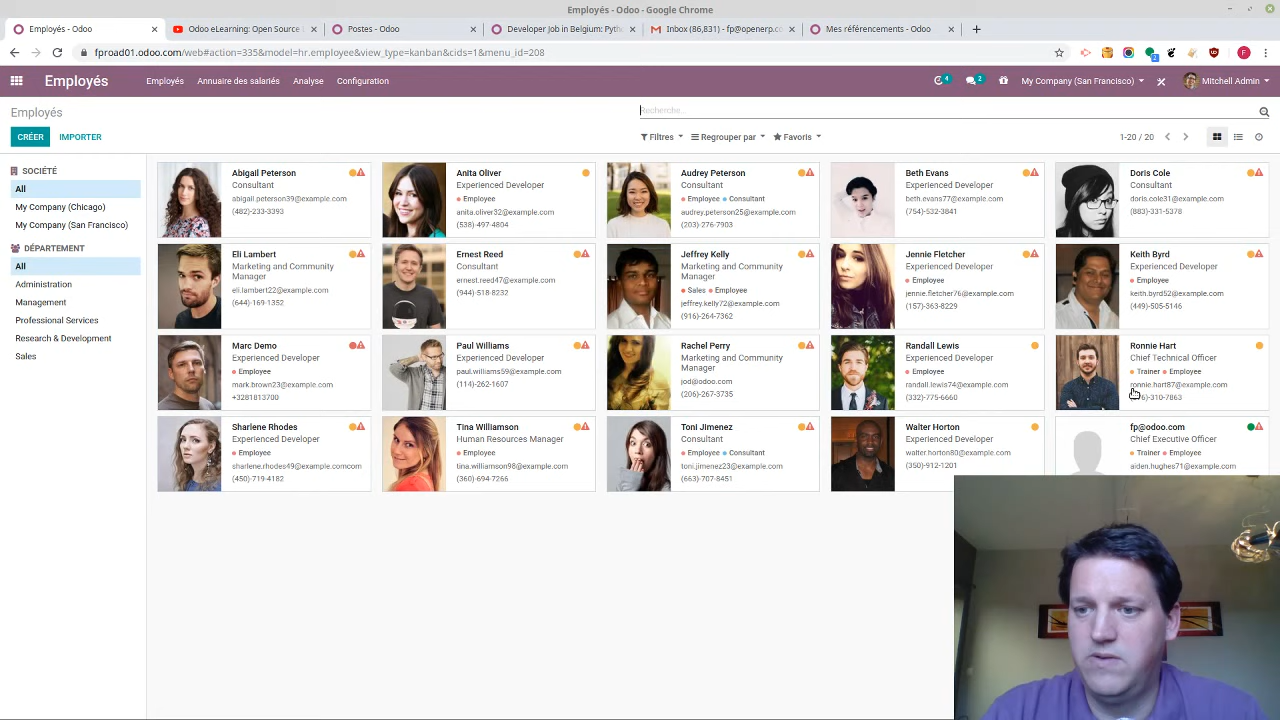 Employés - Odoo - Google Chrome
Employés - Odoo
Odoo eLearning: Open Source L
Postes - Odoo
Developer Job in Belgium: Pyth
Inbox (86,831) - fp@openerp.c
Mes référencements - Odoo
fproad01.odoo.com/web#action=335&model=hr.employee&view_type=kanban&cids=1&menu_id=208
Employés
Employés
Annuaire des salariés
Analyse
Configuration
4
2
My Company (San Francisco)
Mitchell Admin
Employés
Recherche...
CRÉER
IMPORTER
Filtres
Regrouper par
Favoris
1-20 / 20
SOCIÉTÉ
All
My Company (Chicago)
My Company (San Francisco)
DÉPARTEMENT
All
Administration
Management
Professional Services
Research & Development
Sales
Abigail Peterson
Consultant
abigail.peterson39@example.com
(482)-233-3393
Anita Oliver
Experienced Developer
Employee
anita.oliver32@example.com
(538)-497-4804
Audrey Peterson
Consultant
Employee Consultant
audrey.peterson25@example.com
(203)-276-7903
Beth Evans
Experienced Developer
beth.evans77@example.com
(754)-532-3841
Doris Cole
Consultant
doris.cole31@example.com
(883)-331-5378
Eli Lambert
Marketing and Community
Manager
eli.lambert22@example.com
(644)-169-1352
Ernest Reed
Consultant
ernest.reed47@example.com
(944)-518-8232
Jeffrey Kelly
Marketing and Community
Manager
Sales Employee
jeffrey.kelly72@example.com
(916)-264-7362
Jennie Fletcher
Experienced Developer
Employee
jennie.fletcher76@example.com
(157)-363-8229
Keith Byrd
Experienced Developer
Employee
keith.byrd52@example.com
(449)-505-5146
Marc Demo
Experienced Developer
Employee
mark.brown23@example.com
+3281813700
Paul Williams
Experienced Developer
paul.williams59@example.com
(114)-262-1607
Rachel Perry
Marketing and Community
Manager
jod@odoo.com
(206)-267-3735
Randall Lewis
Experienced Developer
Employee
randall.lewis74@example.com
(332)-775-6660
Ronnie Hart
Chief Technical Officer
Trainer Employee
ronnie.hart87@example.com
6)-310-7863
Sharlene Rhodes
Experienced Developer
Employee
sharlene.rhodes49@example.comcom
(450)-719-4182
Tina Williamson
Human Resources Manager
Employee
tina.williamson98@example.com
(360)-694-7266
Toni Jimenez
Consultant
Employee Consultant
toni.jimenez23@example.com
(663)-707-8451
Walter Horton
Experienced Developer
Employee
walter.horton80@example.com
(350)-912-1201
fp@odoo.com
Chief Executive Officer
Trainer Employee
aiden.hughes71@example.com